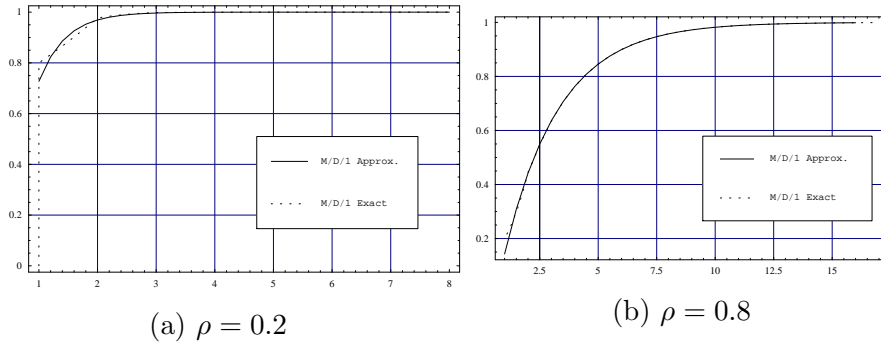 1
0.8
0.6
0.4
0.2
0
1 2 3 4 5 6 7 8
M/D/1 Approx.
M/D/1 Exact
(a) ρ = 0.2
1
0.8
0.6
0.4
0.2
2.5 5 7.5 10 12.5 15
M/D/1 Approx.
M/D/1 Exact
(b) ρ = 0.8